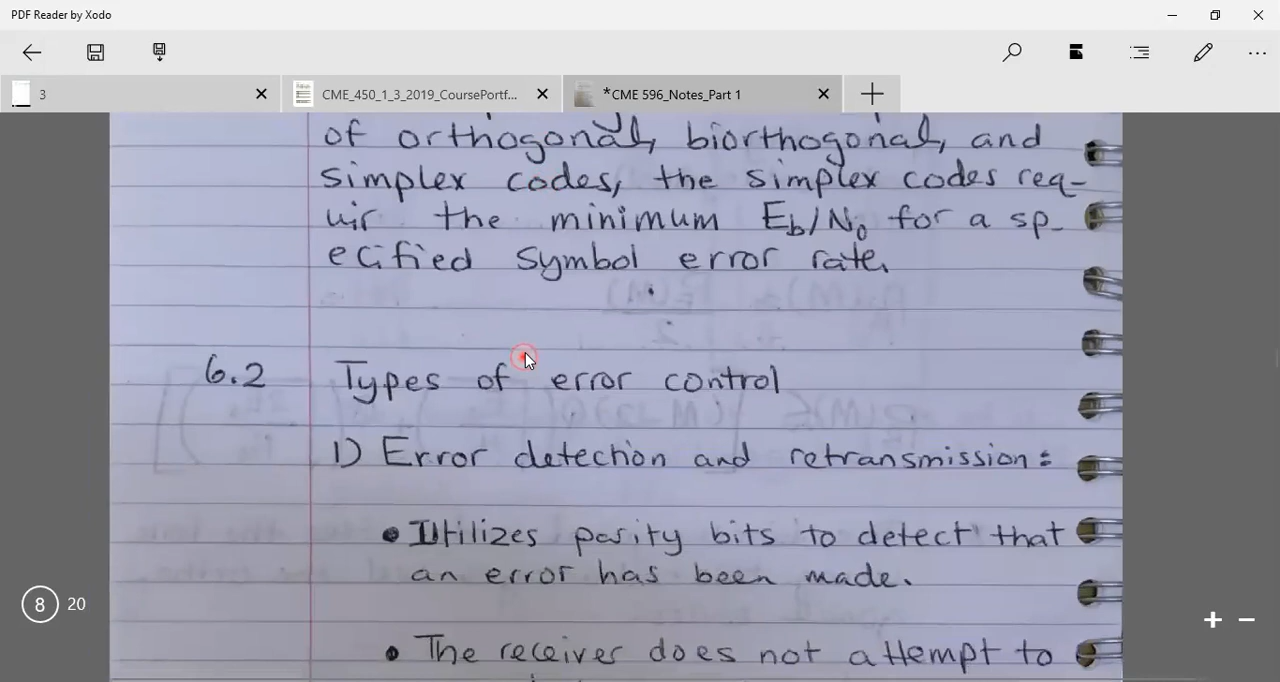 PDF Reader by Xodo
3
CME_450_1_3_2019_CoursePortf...
*CME 596_Notes_Part 1
of orthogonal, biorthogonal, and
simplex codes, the simplex codes req-
uir the minimum Eb/N0 for a sp-
ecified symbol error rate.
6.2 Types of error control
1) Error detection and retransmission:
• Utilizes parity bits to detect that
an error has been made.
• The receiver does not attempt to
8 20